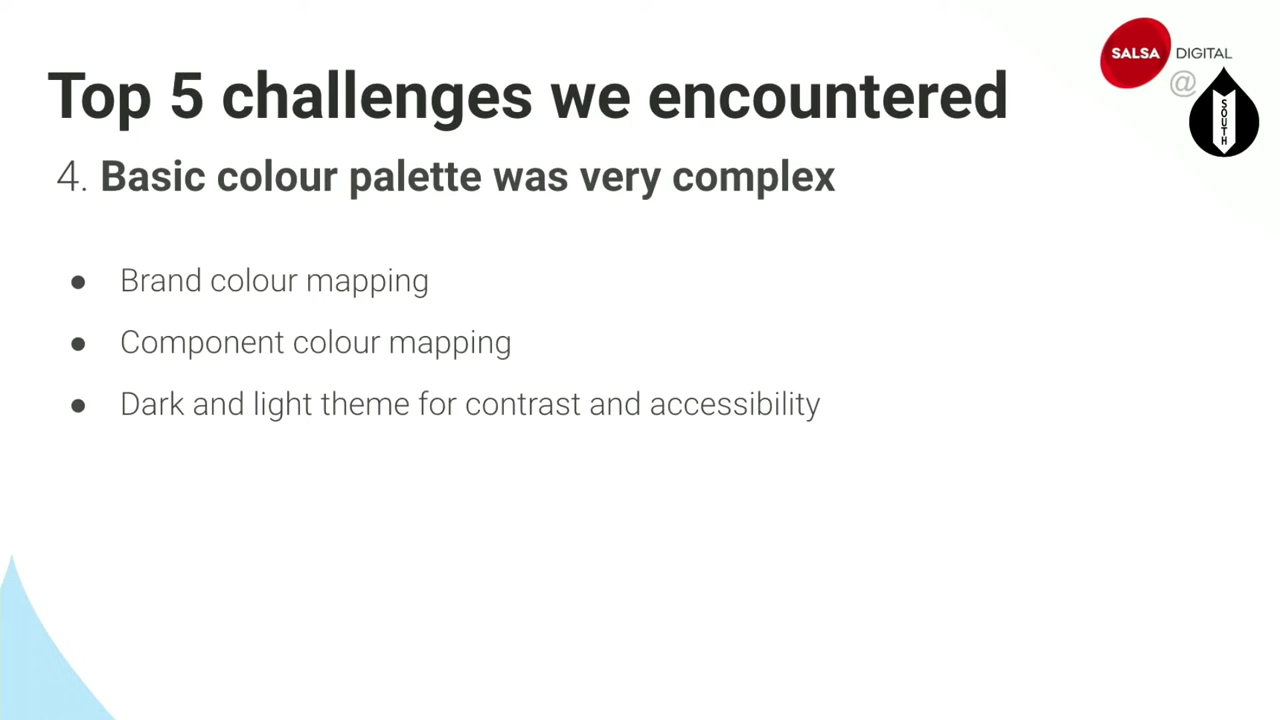 Top 5 challenges we encountered
SALSA DIGITAL
@
SOUTH
4. Basic colour palette was very complex
● Brand colour mapping
● Component colour mapping
● Dark and light theme for contrast and accessibility